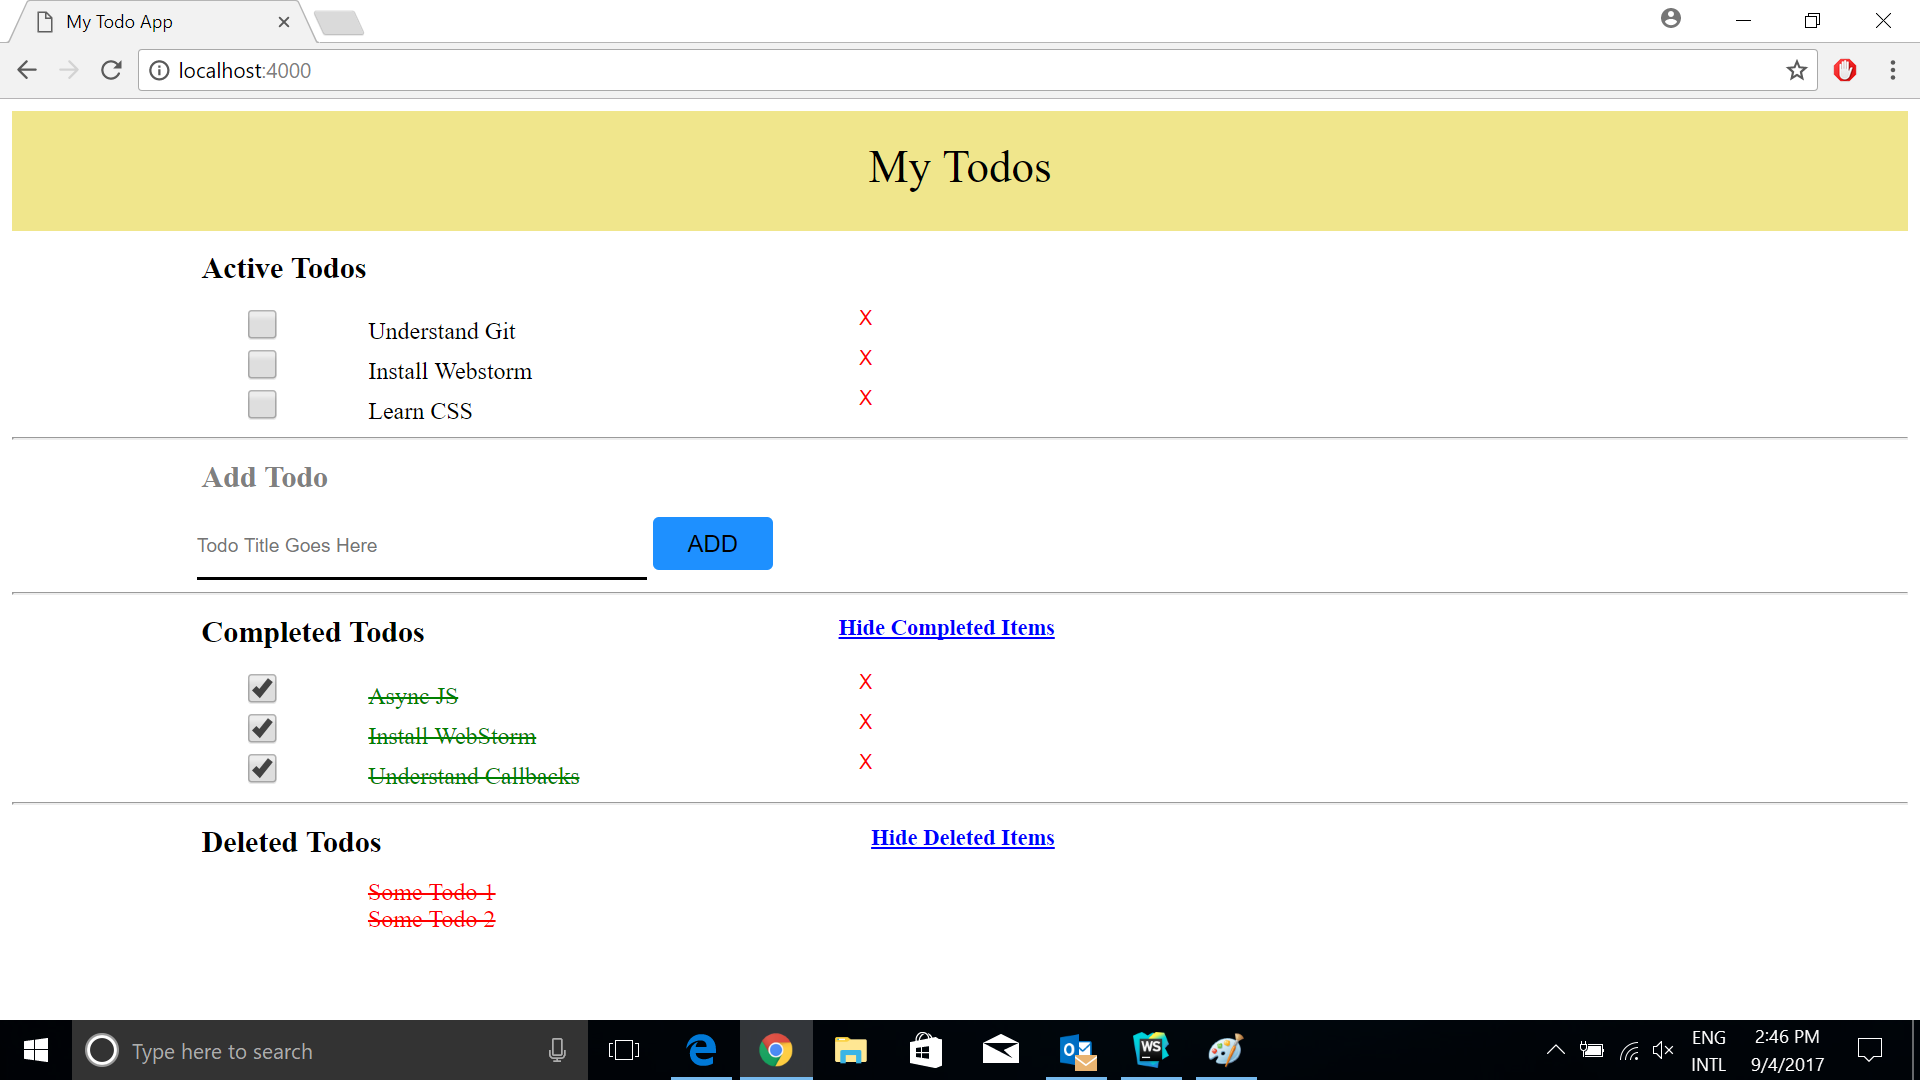 My Todo App
localhost:4000
My Todos
Active Todos
Understand Git X
Install Webstorm X
Learn CSS X
Add Todo
Todo Title Goes Here ADD
Completed Todos Hide Completed Items
Async JS X
Install WebStorm X
Understand Callbacks X
Deleted Todos Hide Deleted Items
Some Todo 1
Some Todo 2
Type here to search
WS
ENG 2:46 PM
INTL 9/4/2017